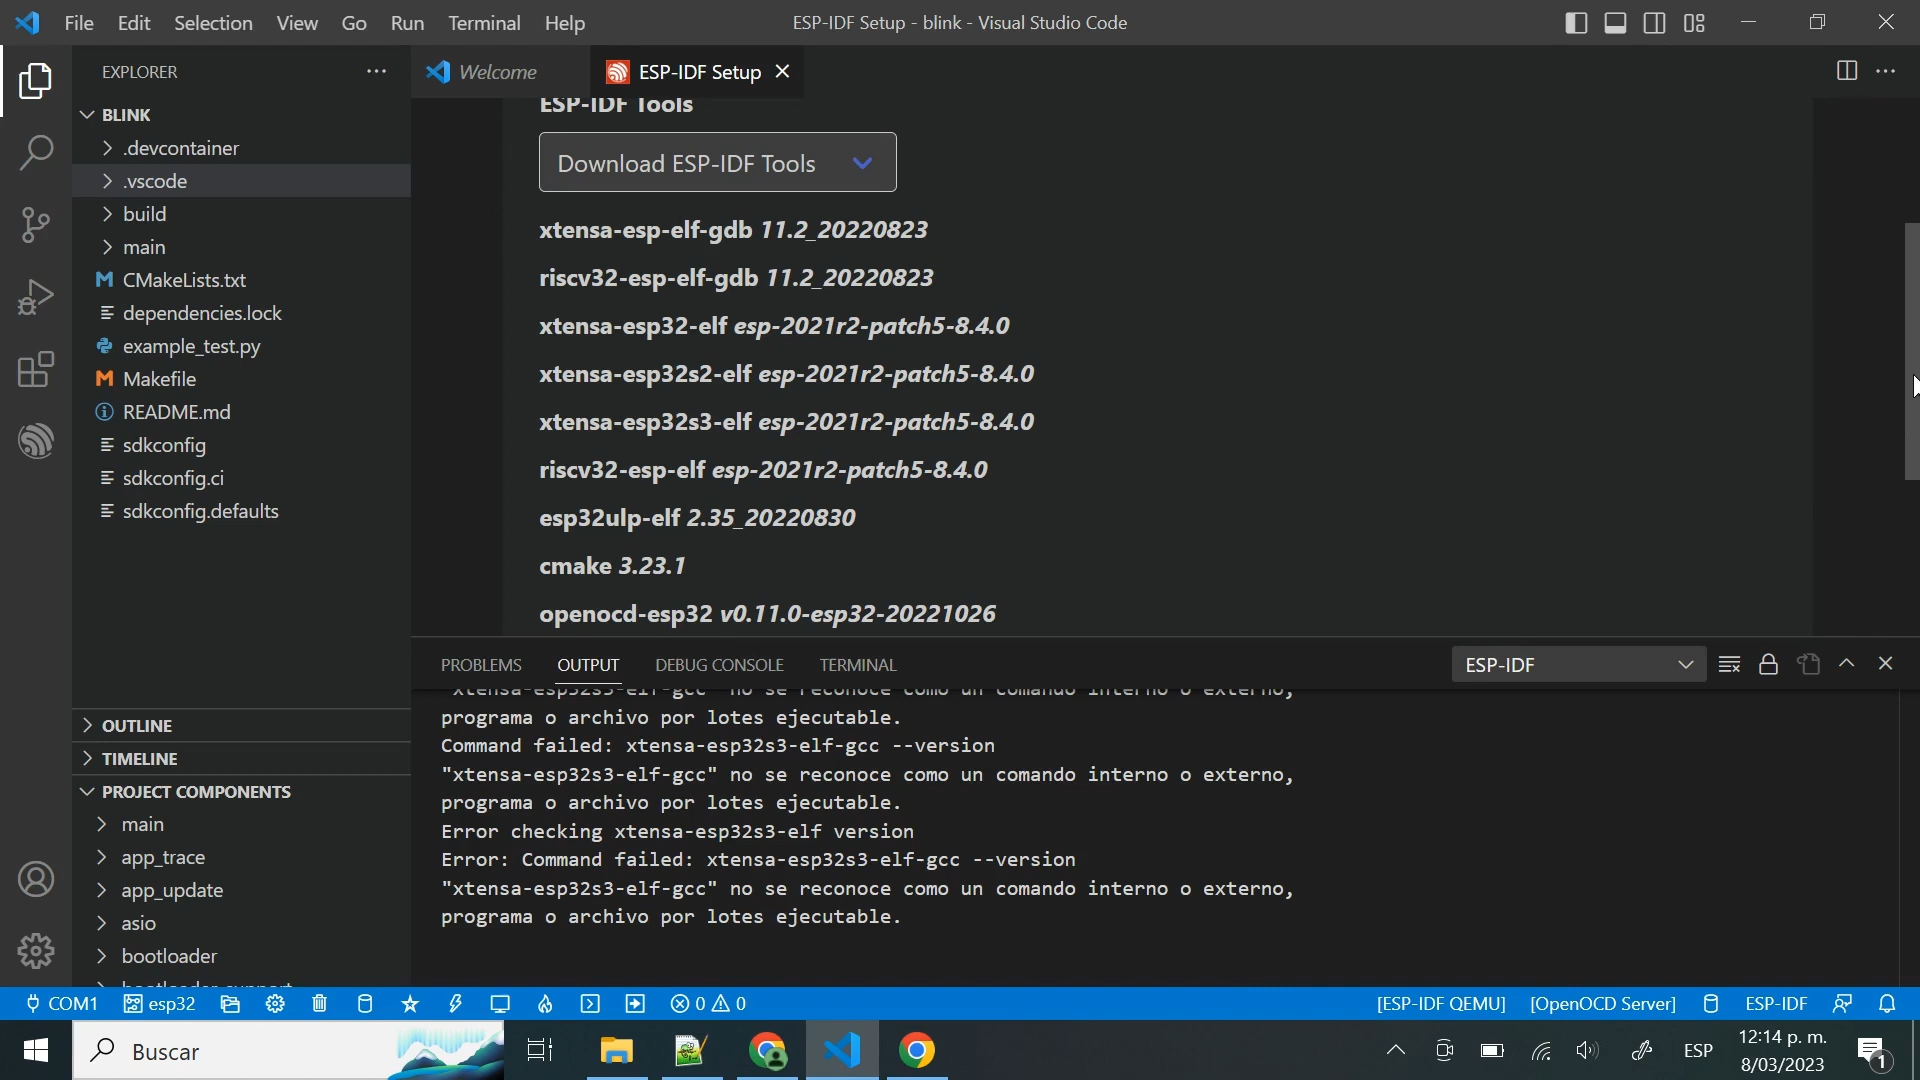 File Edit Selection View Go Run Terminal Help
ESP-IDF Setup - blink - Visual Studio Code
EXPLORER
BLINK
.devcontainer
.vscode
build
main
CMakeLists.txt
dependencies.lock
example_test.py
Makefile
README.md
sdkconfig
sdkconfig.ci
sdkconfig.defaults
OUTLINE
TIMELINE
PROJECT COMPONENTS
main
app_trace
app_update
asio
bootloader
Welcome
ESP-IDF Setup
ESP-IDF Tools
Download ESP-IDF Tools
xtensa-esp-elf-gdb 11.2_20220823
riscv32-esp-elf-gdb 11.2_20220823
xtensa-esp32-elf esp-2021r2-patch5-8.4.0
xtensa-esp32s2-elf esp-2021r2-patch5-8.4.0
xtensa-esp32s3-elf esp-2021r2-patch5-8.4.0
riscv32-esp-elf esp-2021r2-patch5-8.4.0
esp32ulp-elf 2.35_20220830
cmake 3.23.1
openocd-esp32 v0.11.0-esp32-20221026
PROBLEMS OUTPUT DEBUG CONSOLE TERMINAL
ESP-IDF
programa o archivo por lotes ejecutable.
Command failed: xtensa-esp32s3-elf-gcc --version
"xtensa-esp32s3-elf-gcc" no se reconoce como un comando interno o externo,
programa o archivo por lotes ejecutable.
Error checking xtensa-esp32s3-elf version
Error: Command failed: xtensa-esp32s3-elf-gcc --version
"xtensa-esp32s3-elf-gcc" no se reconoce como un comando interno o externo,
programa o archivo por lotes ejecutable.
COM1 esp32 0 0 [ESP-IDF QEMU] [OpenOCD Server] ESP-IDF
Buscar
ESP
12:14 p. m.
8/03/2023
1